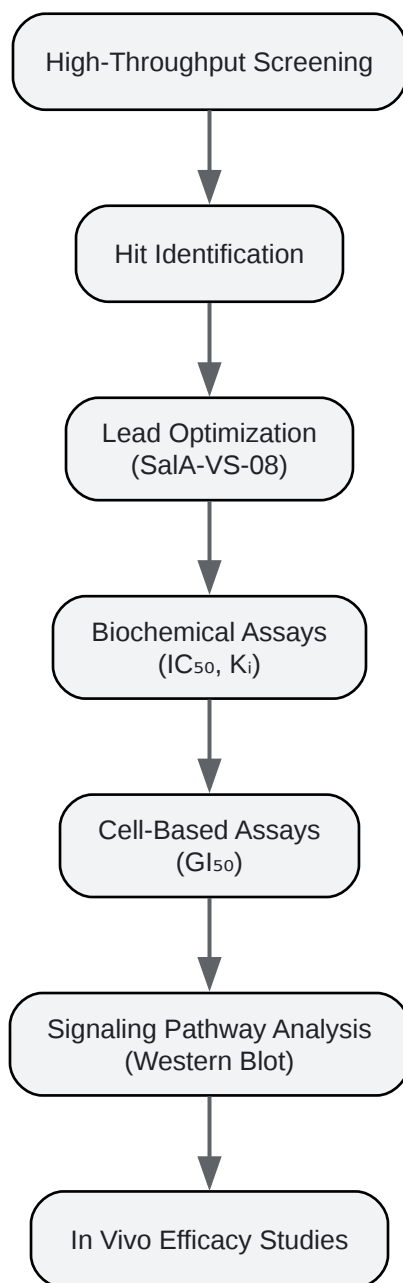 High-Throughput Screening
Hit Identification
Lead Optimization
(SalA-VS-08)
Biochemical Assays
(IC₅₀, Kᵢ)
Cell-Based Assays
(GI₅₀)
Signaling Pathway Analysis
(Western Blot)
In Vivo Efficacy Studies